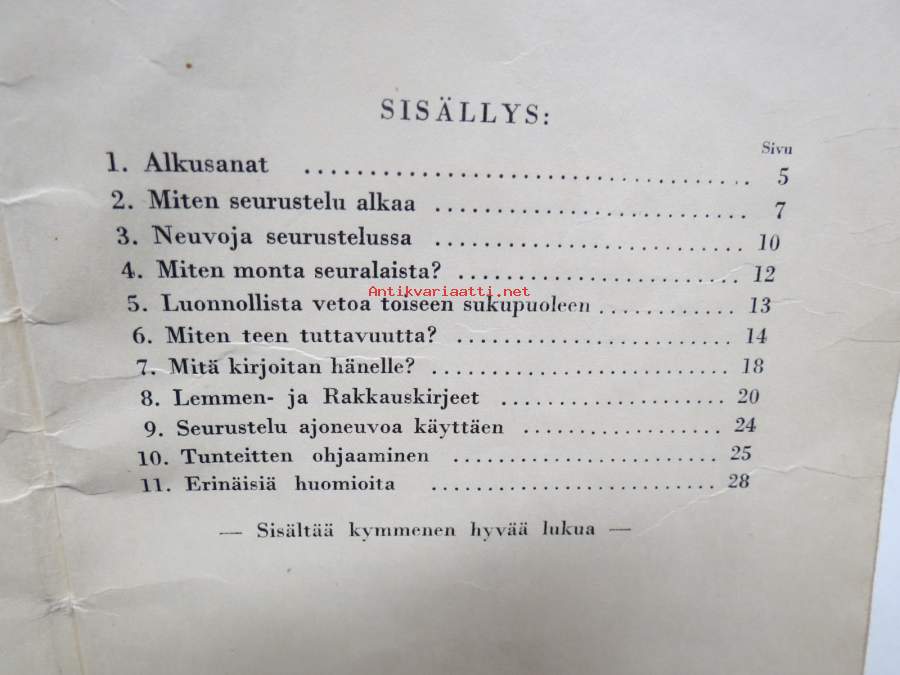 SISÄLLYS:
Sivu
1. Alkusanat ........................................ 5
2. Miten seurustelu alkaa ............................ 7
3. Neuvoja seurustelussa ............................ 10
4. Miten monta seuralaista? ......................... 12
Antikvariaatti.net
5. Luonnollista vetoa toiseen sukupuoleen ............ 13
6. Miten teen tuttavuutta? .......................... 14
7. Mitä kirjoitan hänelle? ........................... 18
8. Lemmen- ja Rakkauskirjeet ....................... 20
9. Seurustelu ajoneuvoa käyttäen .................... 24
10. Tunteitten ohjaaminen .......................... 25
11. Erinäisiä huomioita ............................ 28
— Sisältää kymmenen hyvää lukua —